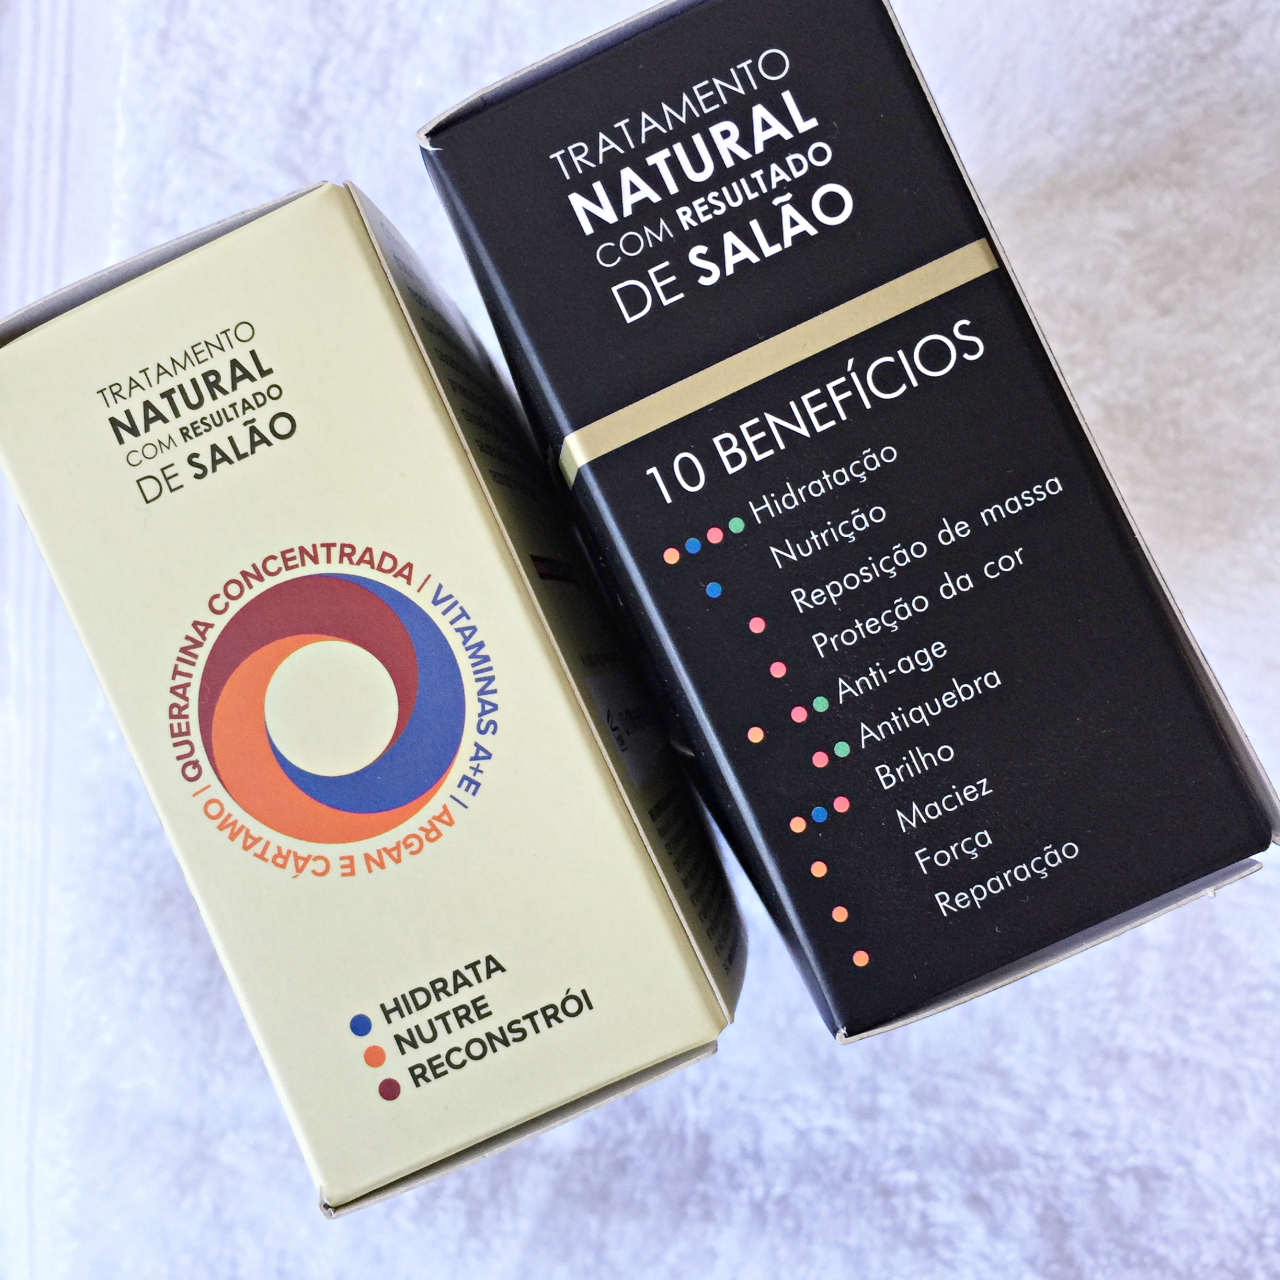 TRATAMENTO
NATURAL
COM RESULTADO
DE SALÃO
QUERATINA CONCENTRADA | VITAMINAS A+E | ARGAN E CÁRTAMO |
HIDRATA
NUTRE
RECONSTRÓI
TRATAMENTO
NATURAL
COM RESULTADO
DE SALÃO
10 BENEFÍCIOS
Hidratação
Nutrição
Reposição de massa
Proteção da cor
Anti-age
Antiquebra
Brilho
Maciez
Força
Reparação